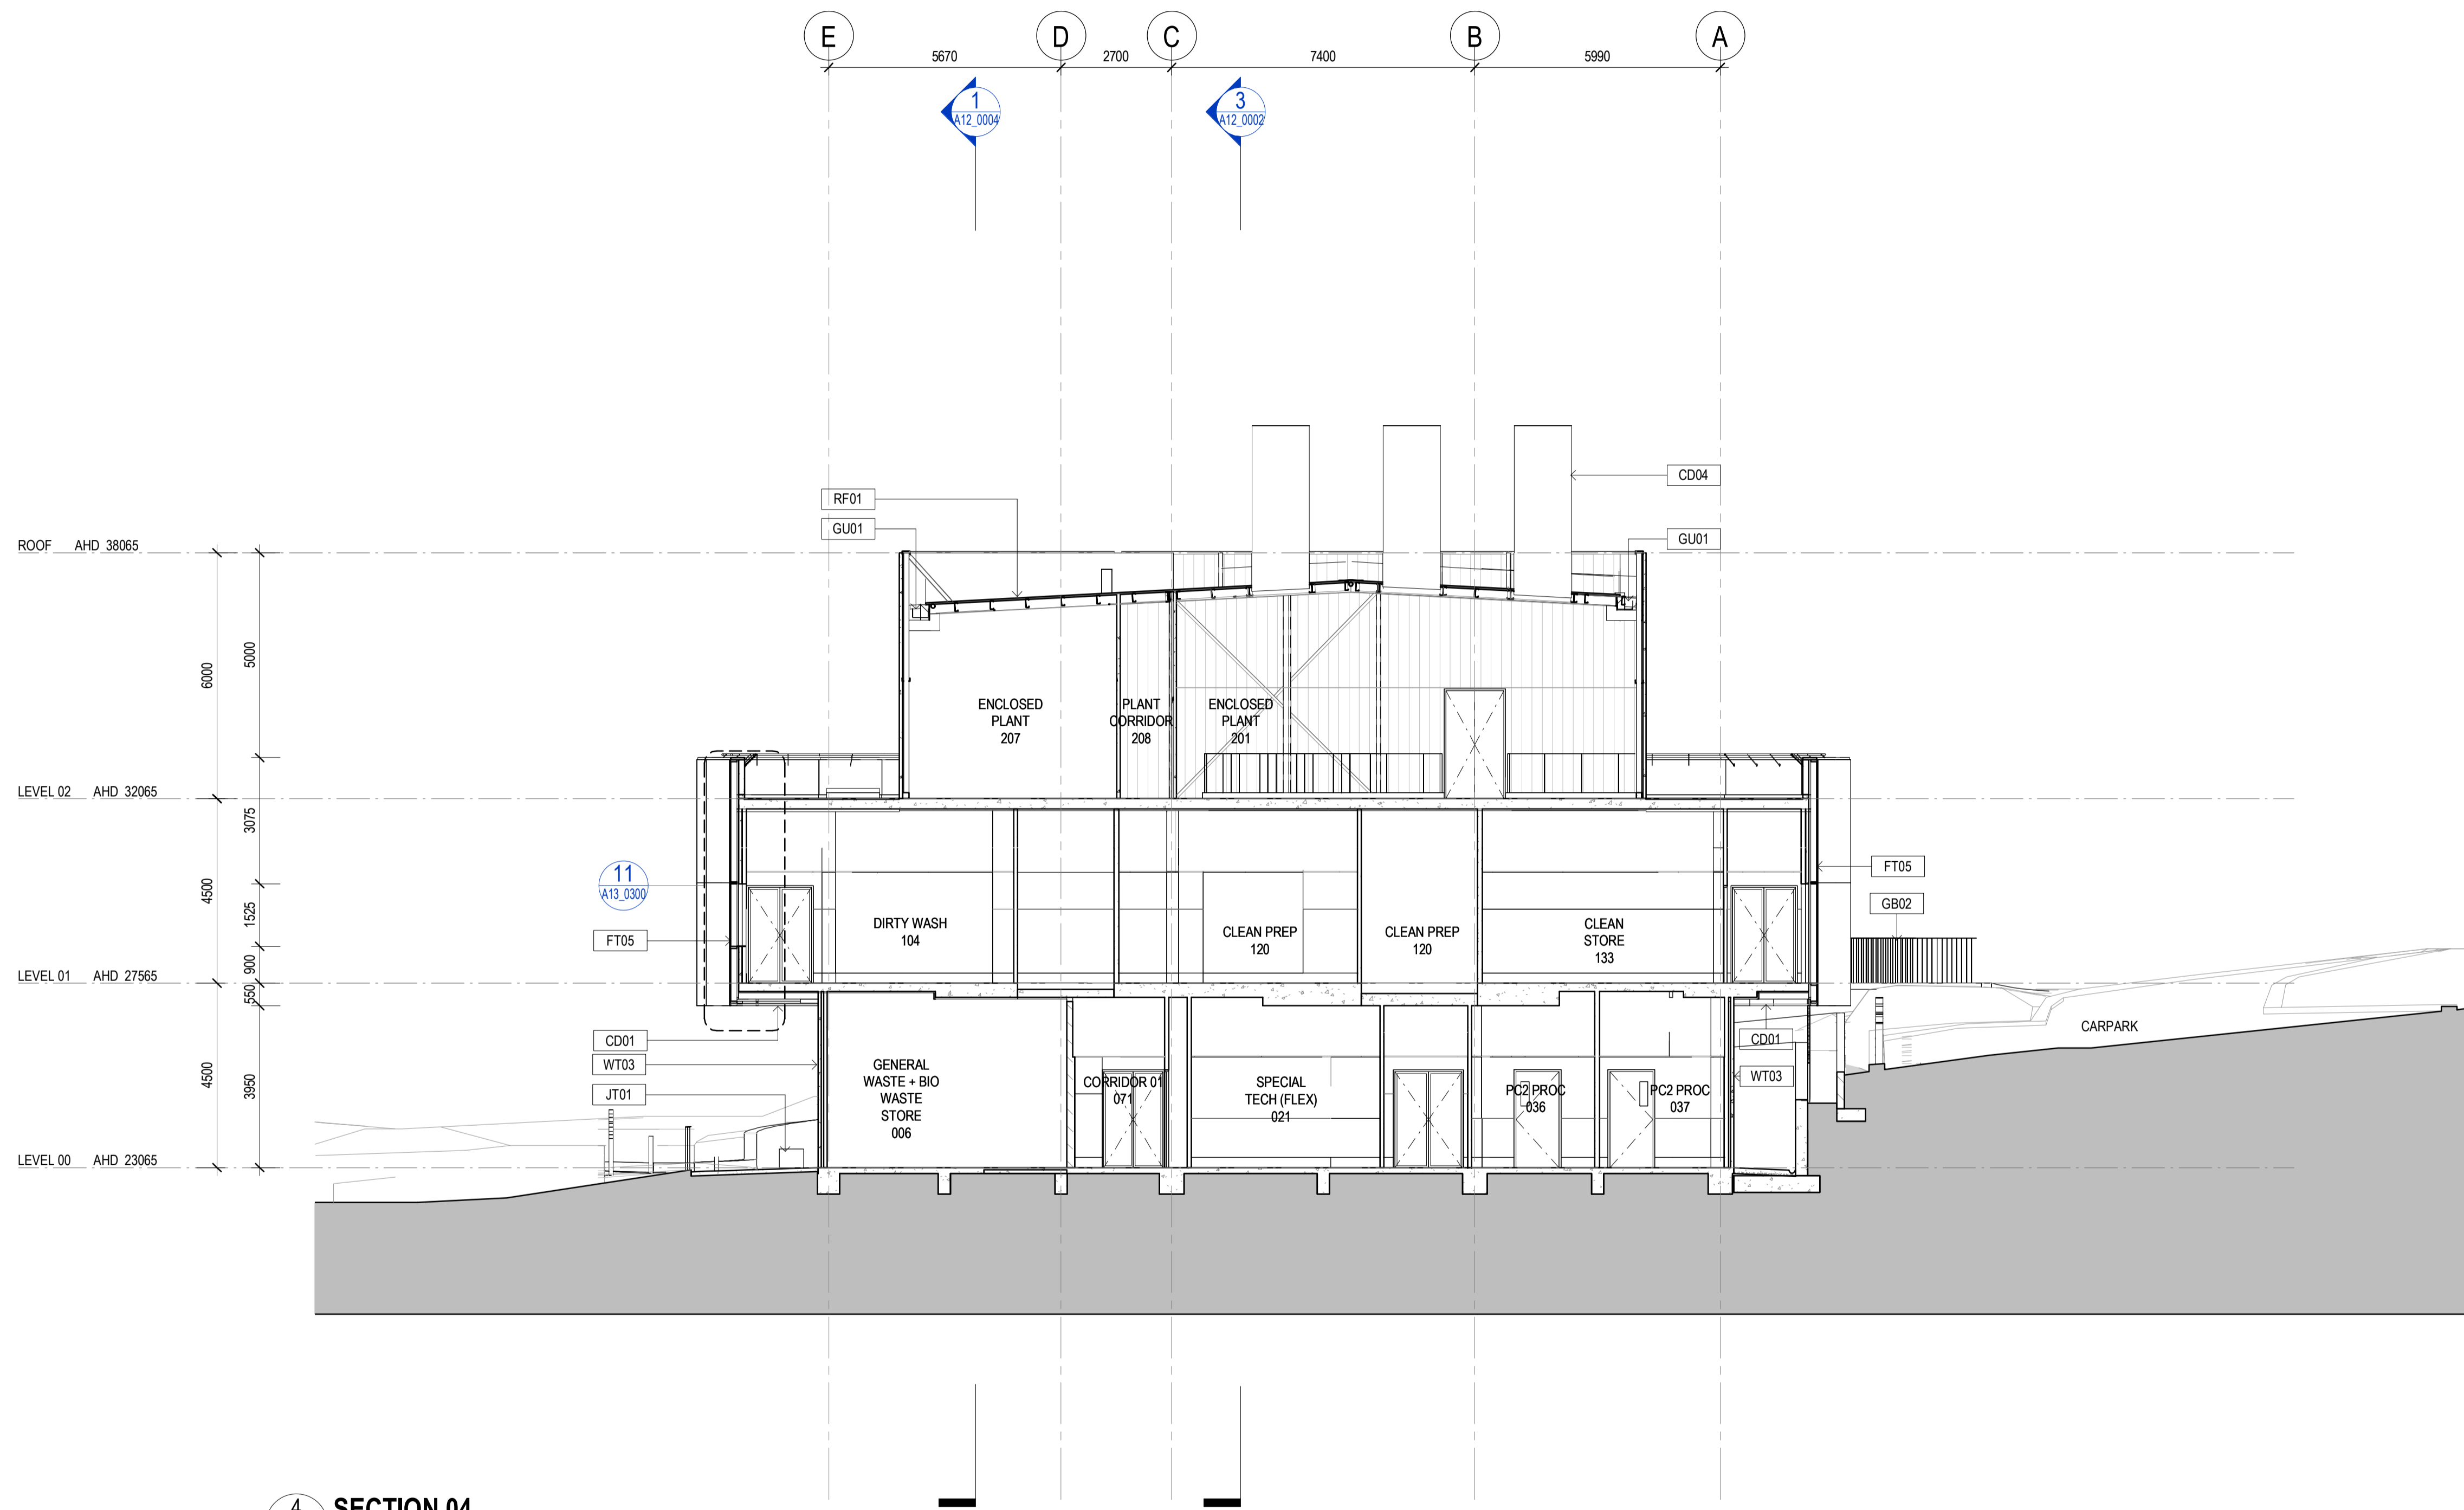 E
D
C
B
A
5670
2700
7400
5990
1
A12_0004
3
A12_0002
CD04
RF01
GU01
GU01
ROOF AHD 38065
6000
5000
ENCLOSED
PLANT
207
PLANT
CORRIDOR
208
ENCLOSED
PLANT
201
LEVEL 02 AHD 32065
3075
4500
1525
11
A13_0300
FT05
FT05
GB02
DIRTY WASH
104
CLEAN PREP
120
CLEAN PREP
120
CLEAN
STORE
133
900
LEVEL 01 AHD 27565
550
CARPARK
CD01
CD01
WT03
WT03
JT01
4500
3950
GENERAL
WASTE + BIO
WASTE
STORE
006
CORRIDOR 01
071
SPECIAL
TECH (FLEX)
021
PC2 PROC
036
PC2 PROC
037
LEVEL 00 AHD 23065
4
SECTION 04